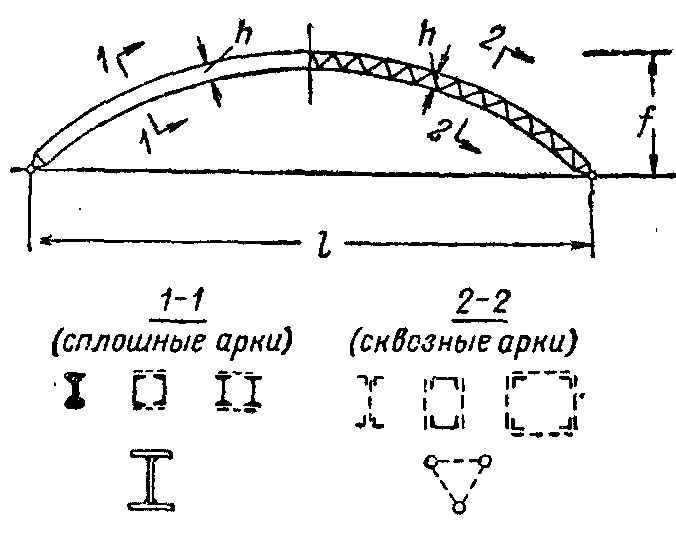 1 h h 2
1 2 f
l
1-1 2-2
(сплошные арки) (сквозные арки)